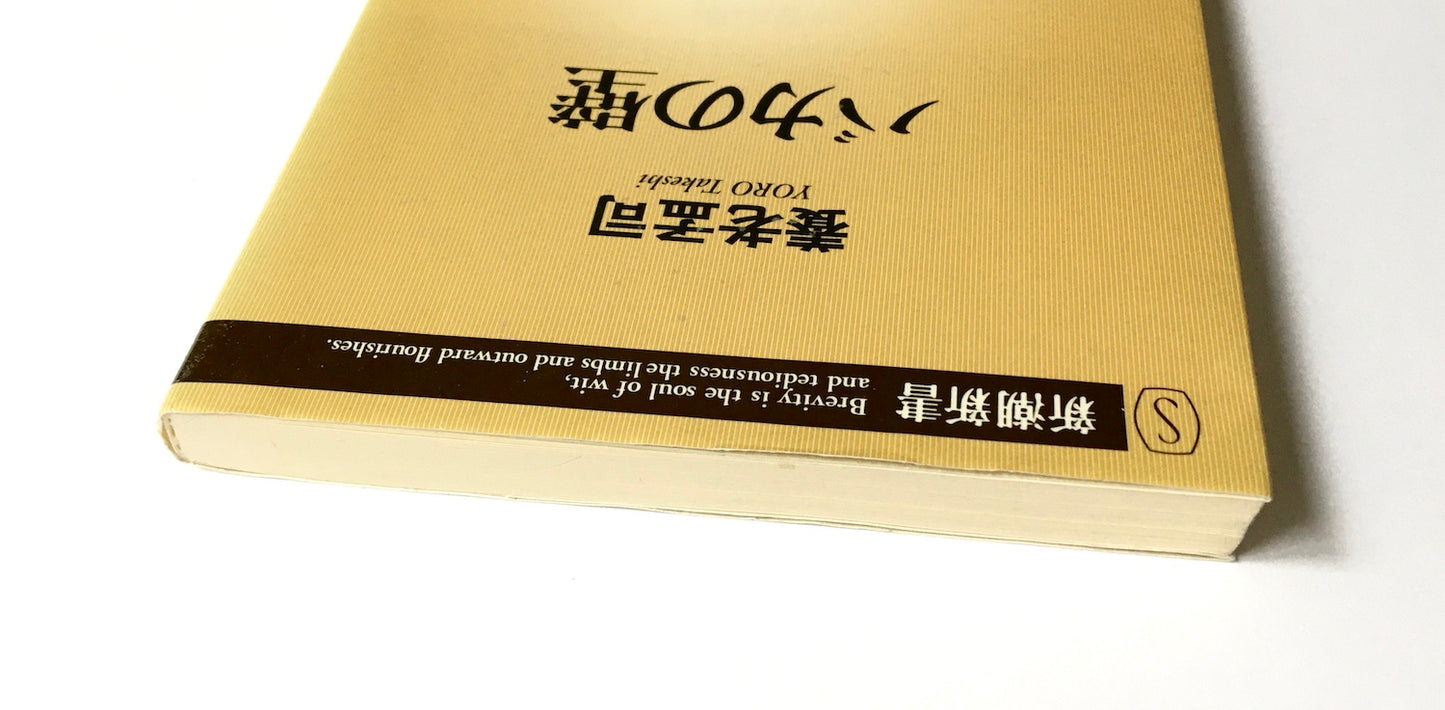 S 新潮新書
Brevity is the soul of wit,
and tediousness the limbs and outward flourishes.
養老孟司
YORO Takeshi
バカの壁